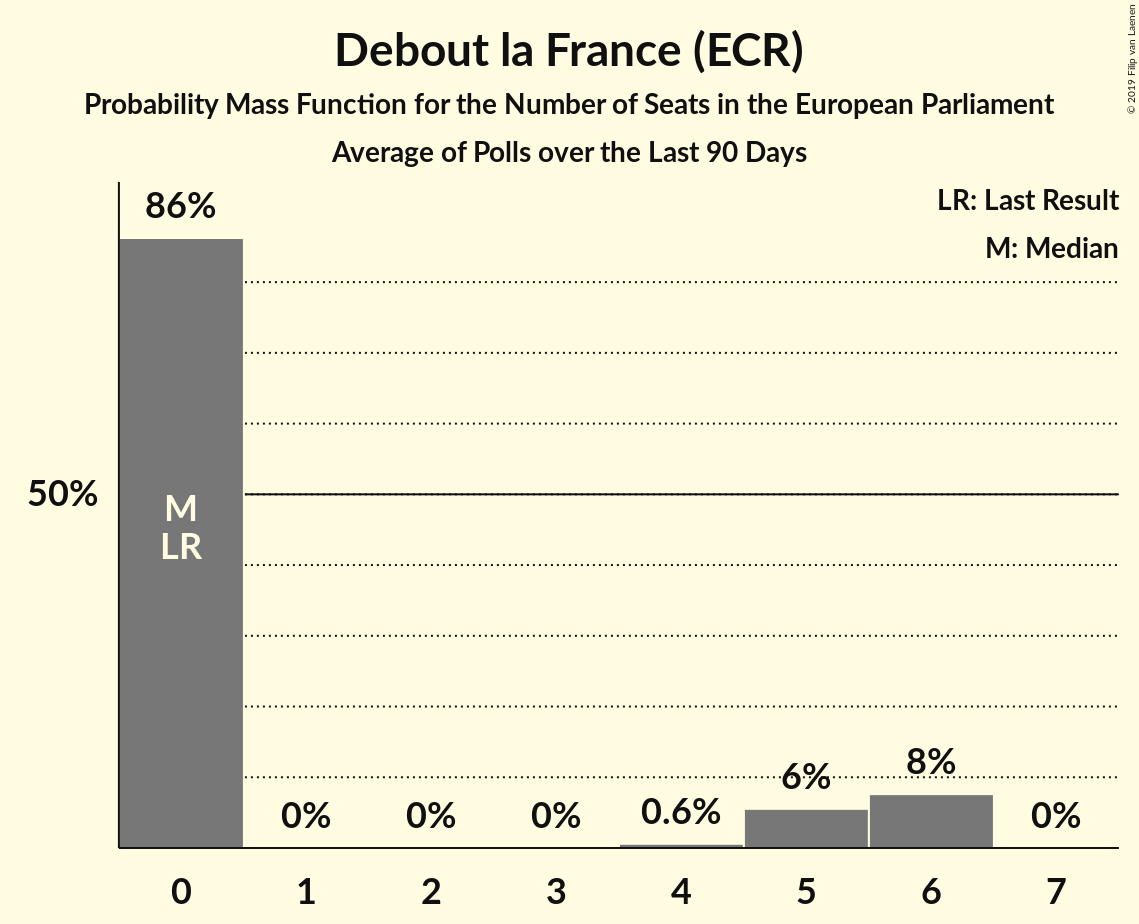 Debout la France (ECR)
Probability Mass Function for the Number of Seats in the European Parliament
Average of Polls over the Last 90 Days
© 2019 Filip van Laenen
LR: Last Result
M: Median
86%
50%
M
LR
0%
0%
0%
0.6%
6%
8%
0%
0
1
2
3
4
5
6
7